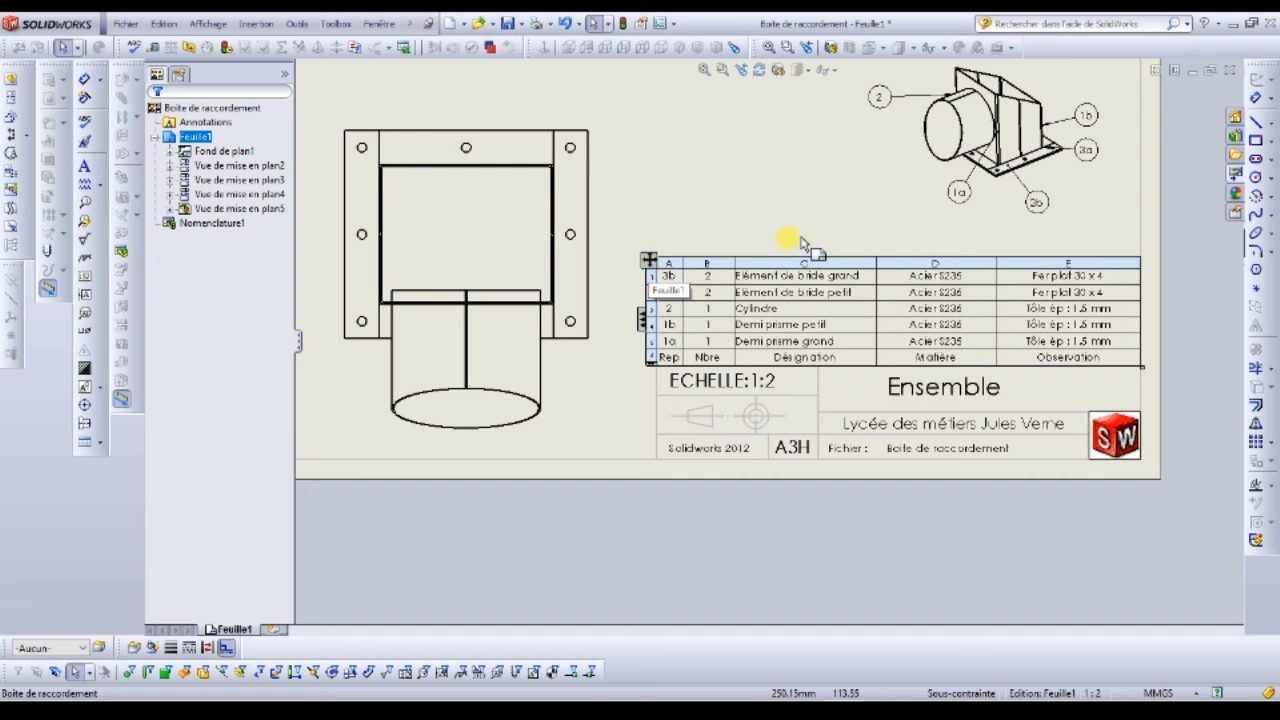 SOLIDWORKS Fichier Edition Affichage Insertion Outils Toolbox Fenêtre ? Boite de raccordement - Feuille1 * Rechercher dans l'aide de SolidWorks
Boite de raccordement
Annotations
Feuille1
Fond de plan1
Vue de mise en plan2
Vue de mise en plan3
Vue de mise en plan4
Vue de mise en plan5
Nomenclature1
2
1b
3a
1a
3b
A B C D E
1 3b 2 Elément de bride grand Acier S235 Fer plat 30 x 4
Feuille1 2 Elément de bride petit Acier S235 Fer plat 30 x 4
3 2 1 Cylindre Acier S235 Tôle ép : 1,5 mm
4 1b 1 Demi prisme petit Acier S235 Tôle ép : 1,5 mm
5 1a 1 Demi prisme grand Acier S235 Tôle ép : 1,5 mm
Rep Nbre Désignation Matière Observation
ECHELLE:1:2 Ensemble
Lycée des métiers Jules Verne
Solidworks 2012 A3H Fichier : Boite de raccordement
SW
Feuille1
-Aucun-
Boite de raccordement 250.15mm 113.55 Sous-contrainte Edition: Feuille1 1 : 2 MMGS